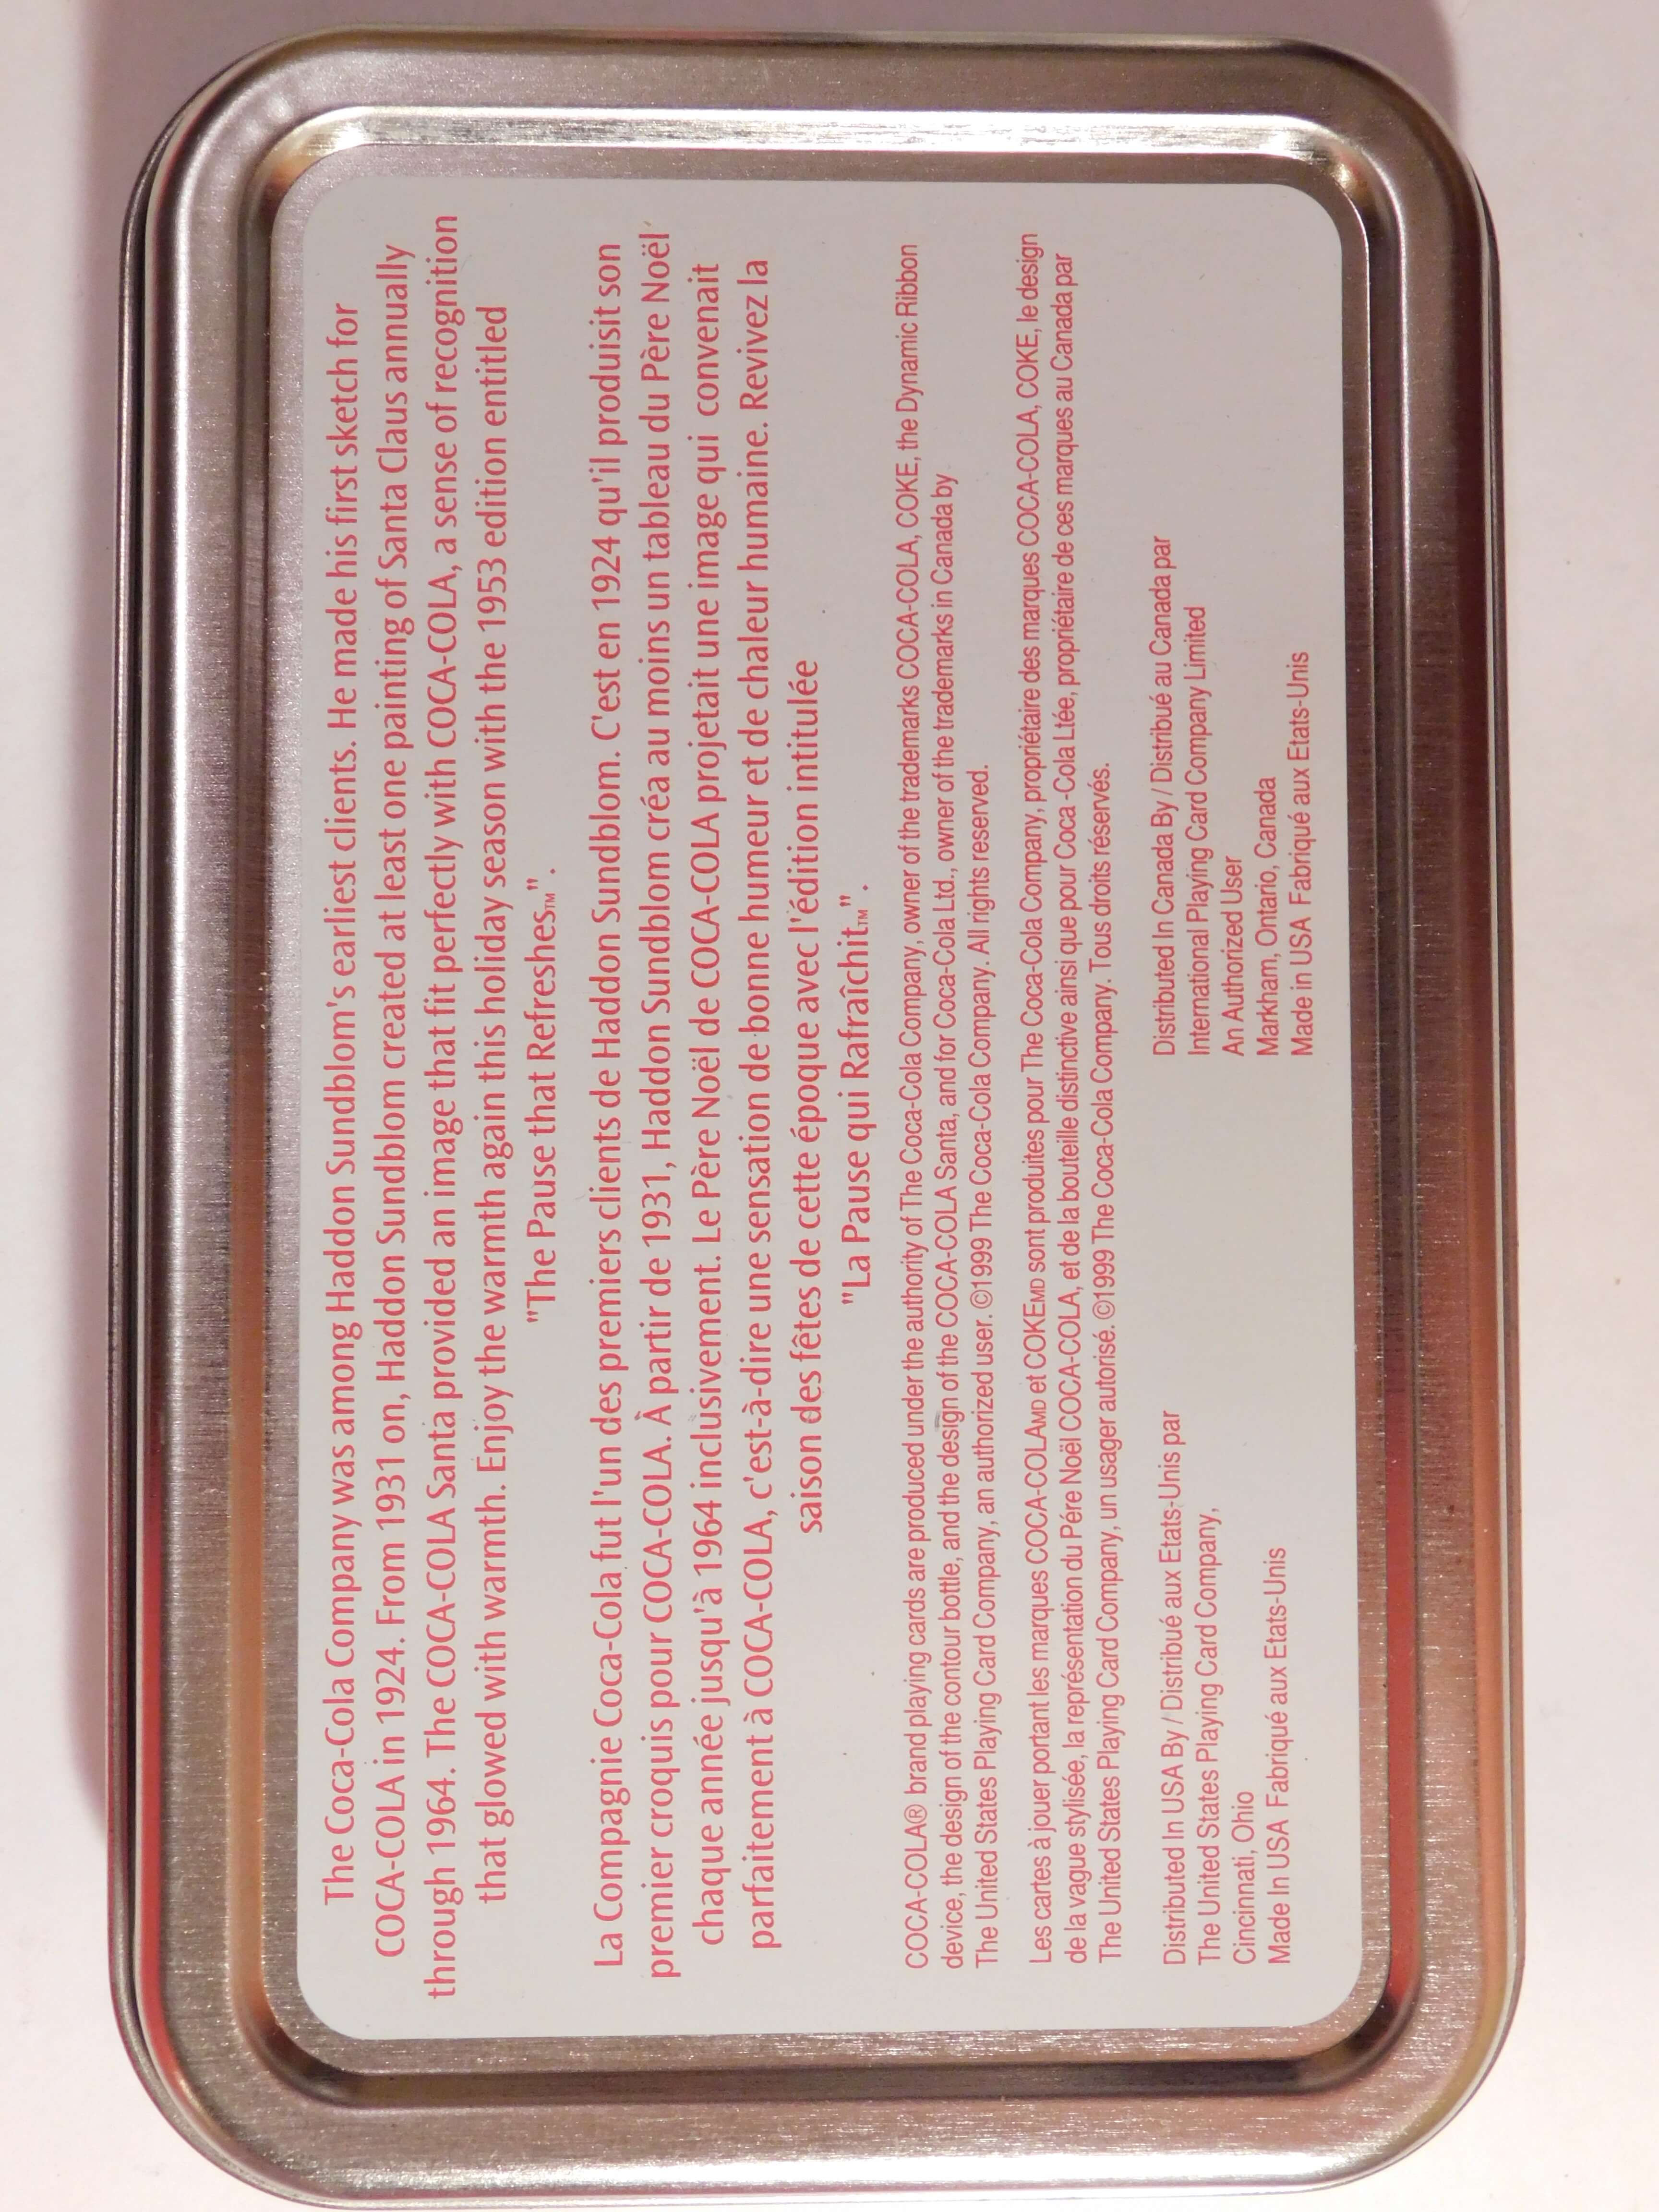 The Coca-Cola Company was among Haddon Sundblom's earliest clients. He made his first sketch for
COCA-COLA in 1924. From 1931 on, Haddon Sundblom created at least one painting of Santa Claus annually
through 1964. The COCA-COLA Santa provided an image that fit perfectly with COCA-COLA, a sense of recognition
that glowed with warmth. Enjoy the warmth again this holiday season with the 1953 edition entitled
"The Pause that Refreshes™".
La Compagnie Coca-Cola fut l'un des premiers clients de Haddon Sundblom. C'est en 1924 qu'il produisit son
premier croquis pour COCA-COLA. À partir de 1931, Haddon Sundblom créa au moins un tableau du Père Noël
chaque année jusqu'à 1964 inclusivement. Le Père Noël de COCA-COLA projetait une image qui convenait
parfaitement à COCA-COLA, c'est-à-dire une sensation de bonne humeur et de chaleur humaine. Revivez la
saison des fêtes de cette époque avec l'édition intitulée
"La Pause qui Rafraîchit™".
COCA-COLA® brand playing cards are produced under the authority of The Coca-Cola Company, owner of the trademarks COCA-COLA, COKE, the Dynamic Ribbon
device, the design of the contour bottle, and the design of the COCA-COLA Santa, and for Coca-Cola Ltd., owner of the trademarks in Canada by
The United States Playing Card Company, an authorized user. ©1999 The Coca-Cola Company. All rights reserved.
Les cartes à jouer portant les marques COCA-COLAMD et COKEMD sont produites pour The Coca-Cola Company, propriétaire des marques COCA-COLA, COKE, le design
de la vague stylisée, la représentation du Pére Noël COCA-COLA, et de la bouteille distinctive ainsi que pour Coca -Cola Ltée, propriétaire de ces marques au Canada par
The United States Playing Card Company, un usager autorisé. ©1999 The Coca-Cola Company. Tous droits réservés.
Distributed In USA By / Distribué aux Etats-Unis par
The United States Playing Card Company,
Cincinnati, Ohio
Made In USA Fabriqué aux Etats-Unis
Distributed In Canada By / Distribué au Canada par
International Playing Card Company Limited
An Authorized User
Markham, Ontario, Canada
Made in USA Fabriqué aux Etats-Unis